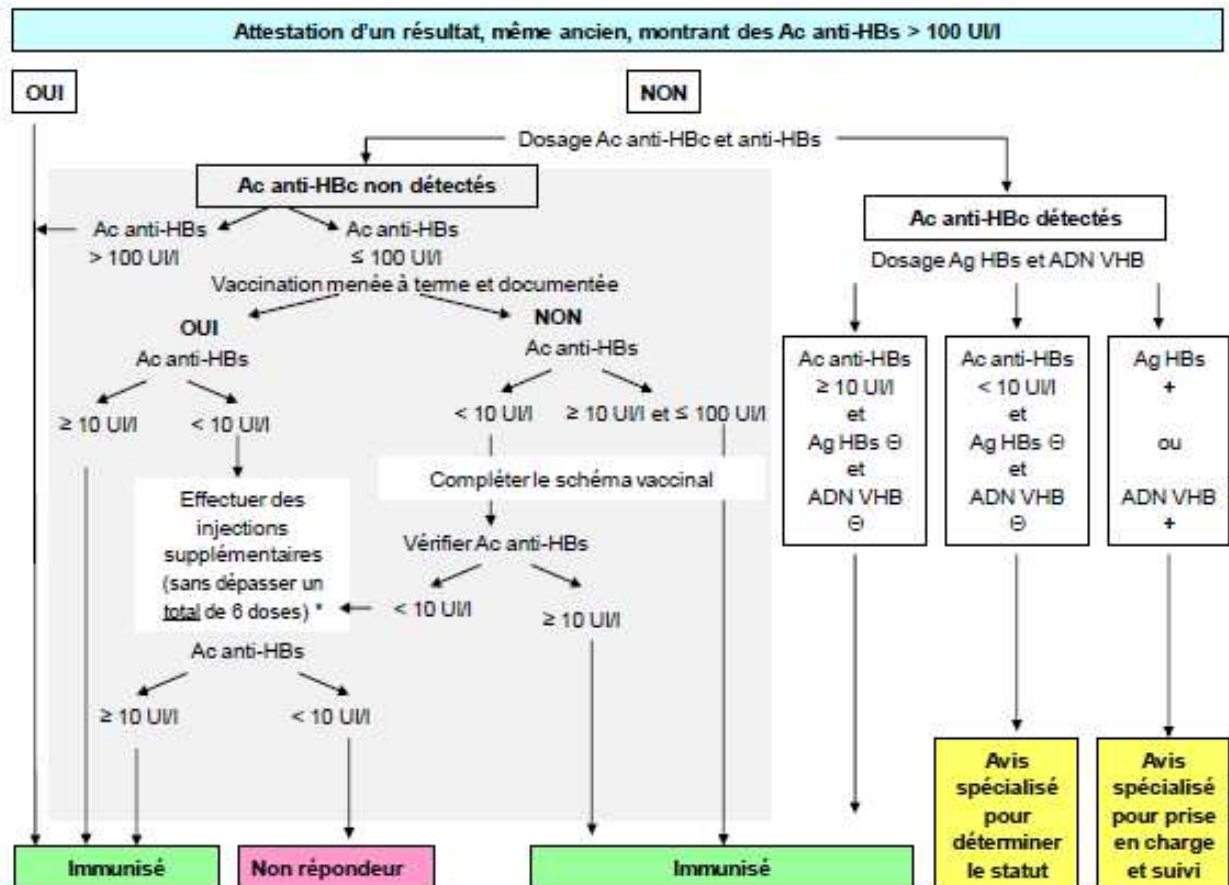 Attestation d'un résultat, même ancien, montrant des Ac anti-HBs > 100 UI/l
OUI
NON
Dosage Ac anti-HBc et anti-HBs
Ac anti-HBc non détectés
Ac anti-HBs
> 100 UI/l
Ac anti-HBs
≤ 100 UI/l
Vaccination menée à terme et documentée
OUI
Ac anti-HBs
≥ 10 UI/l
< 10 UI/l
Effectuer des
injections
supplémentaires
(sans dépasser un
total de 6 doses) *
Ac anti-HBs
≥ 10 UI/l
< 10 UI/l
NON
Ac anti-HBs
< 10 UI/l
≥ 10 UI/l et ≤ 100 UI/l
Compléter le schéma vaccinal
Vérifier Ac anti-HBs
< 10 UI/l
≥ 10 UI/l
Ac anti-HBc détectés
Dosage Ag HBs et ADN VHB
Ac anti-HBs
≥ 10 UI/l
et
Ag HBs ⊖
et
ADN VHB
⊖
Ac anti-HBs
< 10 UI/l
et
Ag HBs ⊖
et
ADN VHB
⊖
Ag HBs
+
ou
ADN VHB
+
Immunisé
Non répondeur
Immunisé
Avis
spécialisé
pour
déterminer
le statut
Avis
spécialisé
pour prise
en charge
et suivi